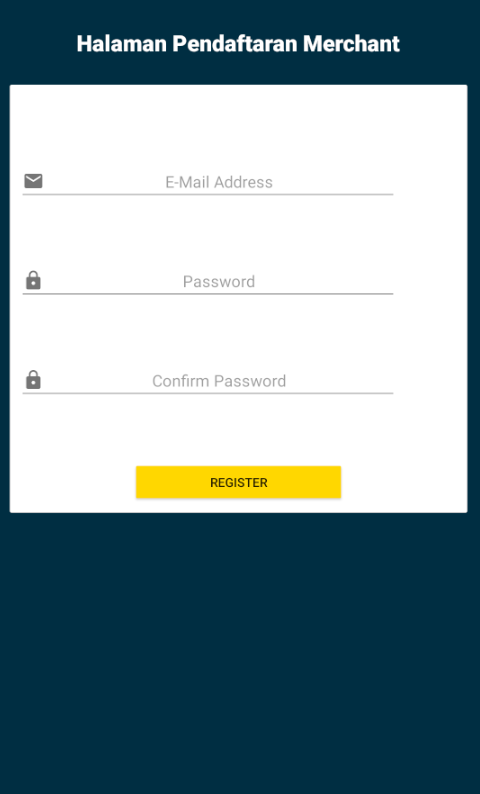 Halaman Pendaftaran Merchant
E-Mail Address
Password
Confirm Password
REGISTER